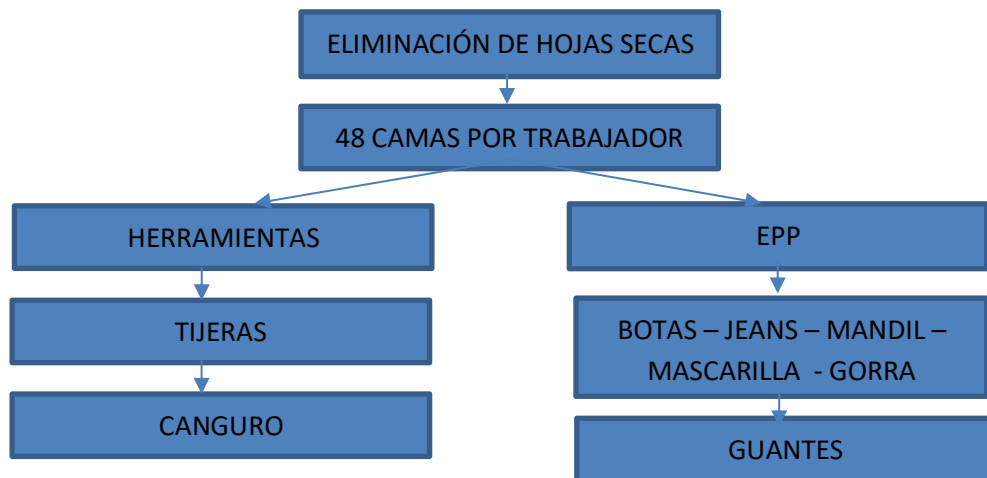 ELIMINACIÓN DE HOJAS SECAS
48 CAMAS POR TRABAJADOR
HERRAMIENTAS
TIJERAS
CANGURO
EPP
BOTAS – JEANS – MANDIL –
MASCARILLA - GORRA
GUANTES